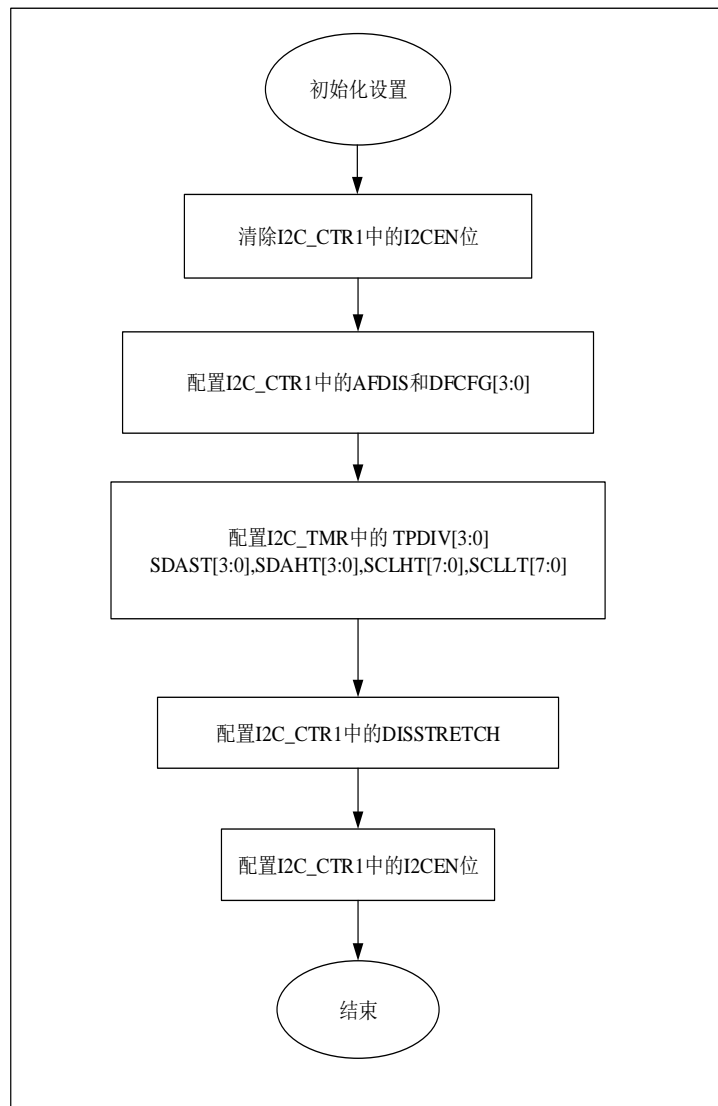 初始化设置
清除I2C_CTR1中的I2CEN位
配置I2C_CTR1中的AFDIS和DFCFG[3:0]
配置I2C_TMR中的 TPDIV[3:0]
SDAST[3:0],SDAHT[3:0],SCLHT[7:0],SCLLT[7:0]
配置I2C_CTR1中的DISSTRETCH
配置I2C_CTR1中的I2CEN位
结束